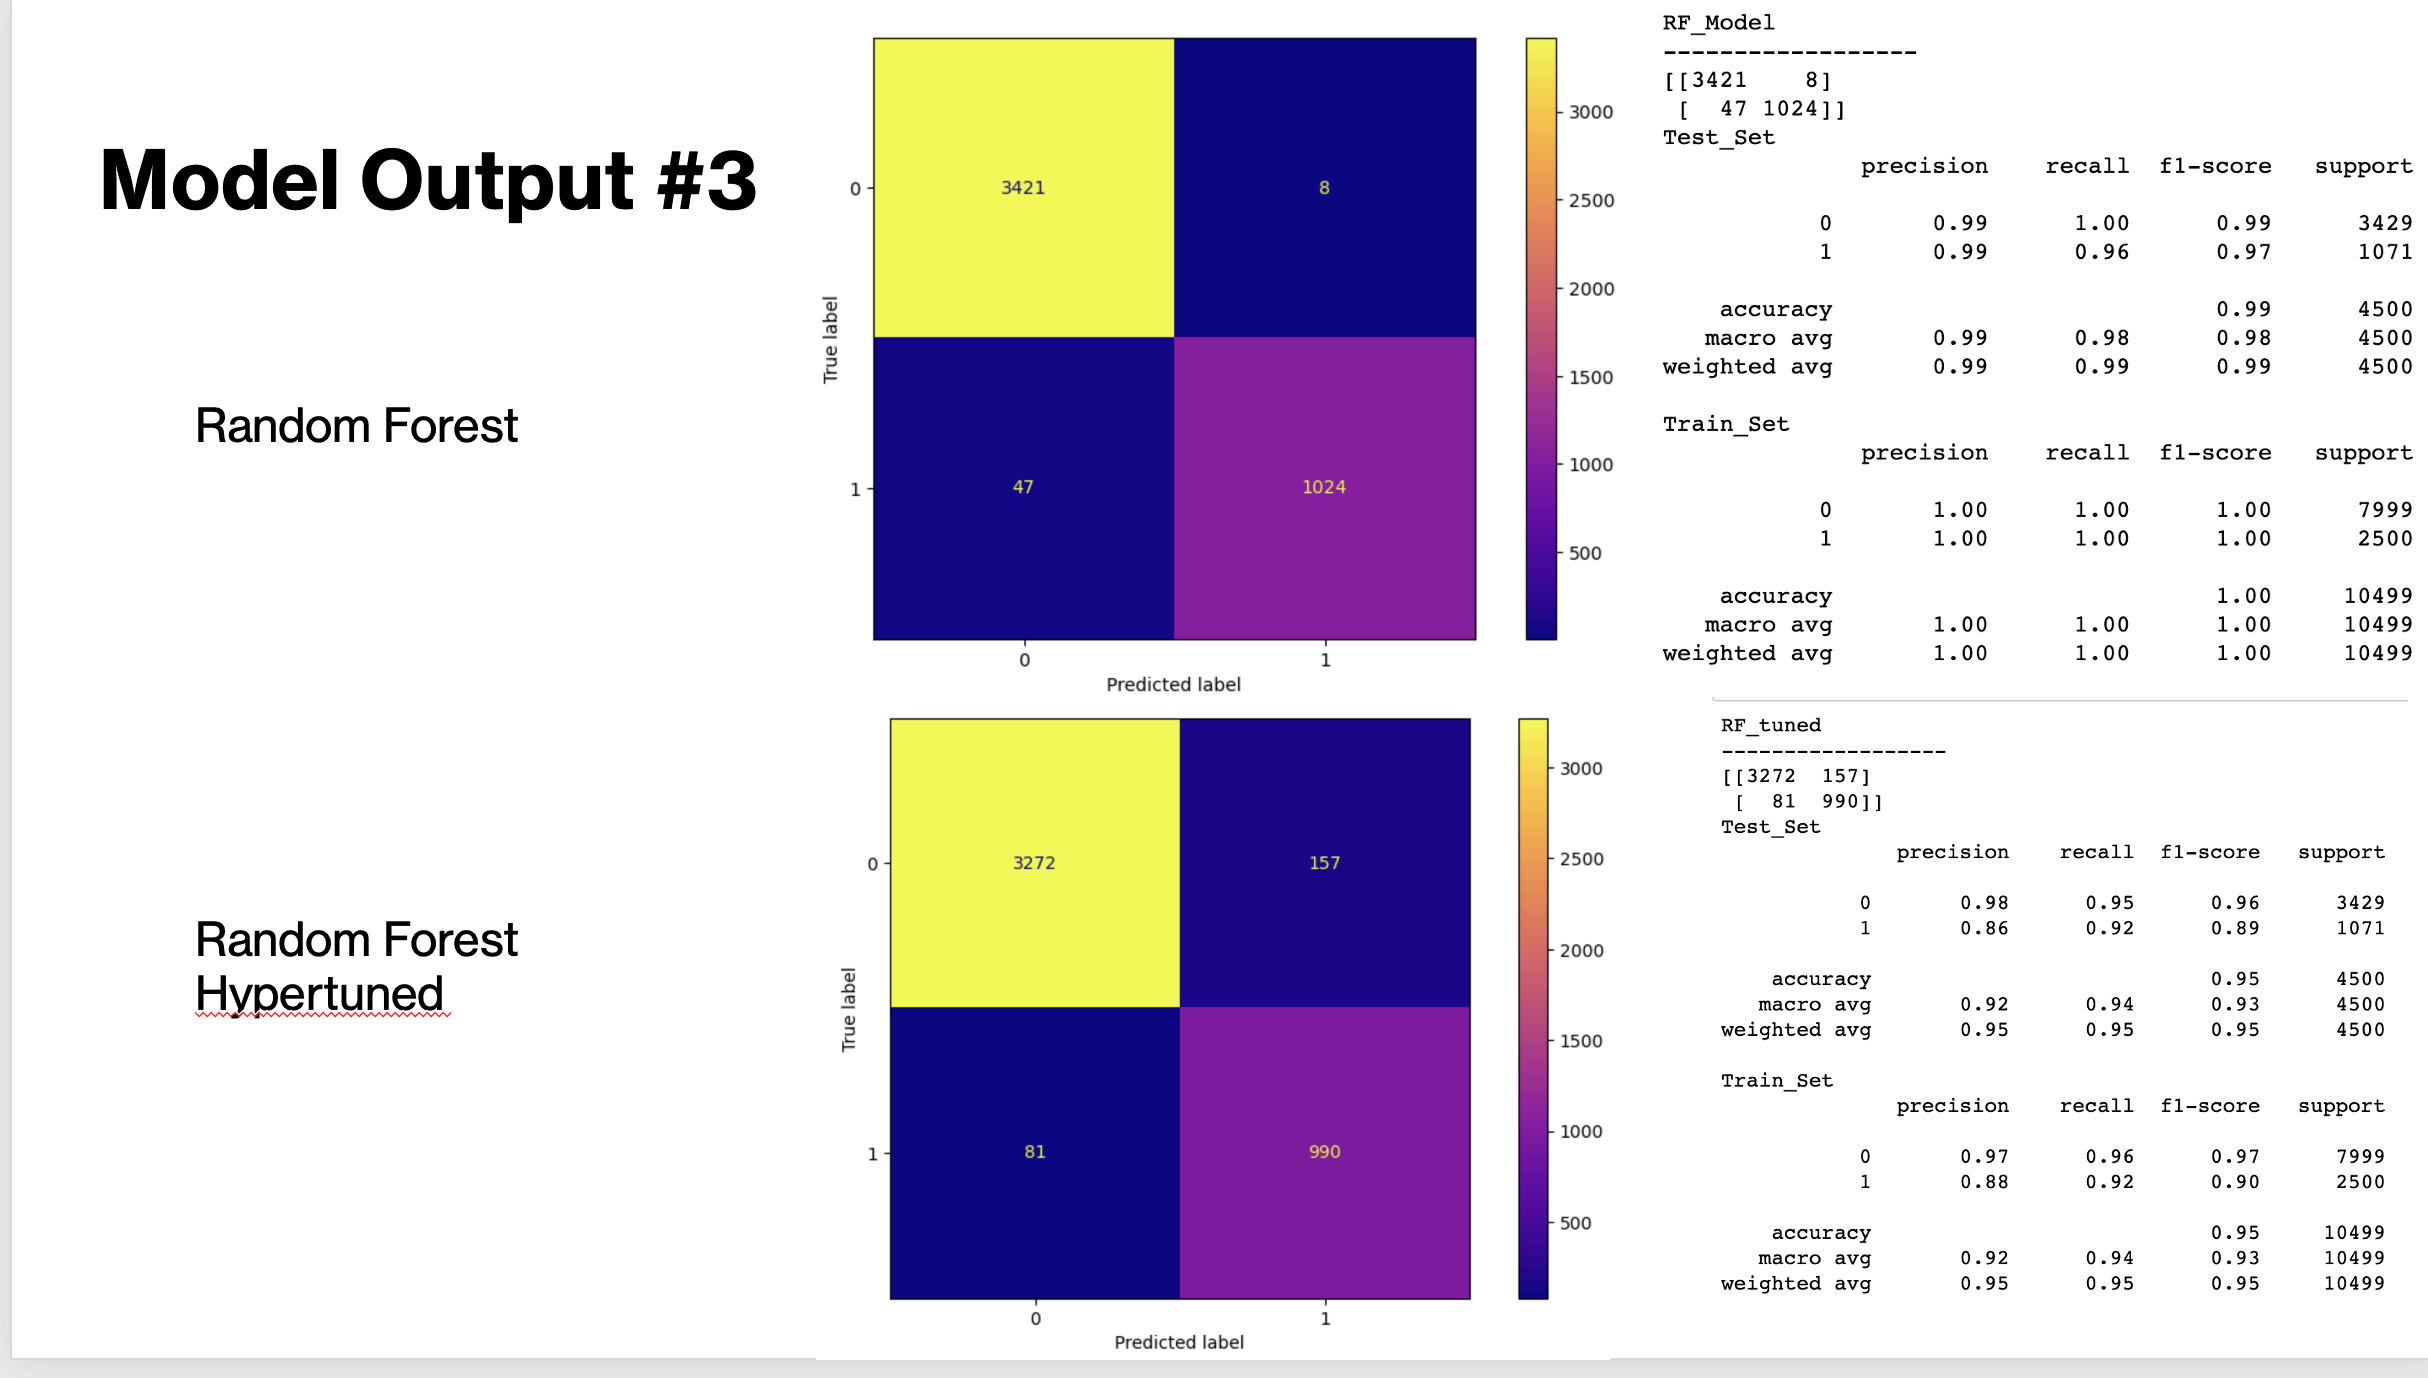 Model Output #3
Random Forest
3421 8
47 1024
0
1
0 1
True label
Predicted label
3000
2500
2000
1500
1000
500
RF_Model
------------------
[[3421    8]
 [  47 1024]]
Test_Set
precision recall f1-score support
0 0.99 1.00 0.99 3429
1 0.99 0.96 0.97 1071
accuracy 0.99 4500
macro avg 0.99 0.98 0.98 4500
weighted avg 0.99 0.99 0.99 4500
Train_Set
precision recall f1-score support
0 1.00 1.00 1.00 7999
1 1.00 1.00 1.00 2500
accuracy 1.00 10499
macro avg 1.00 1.00 1.00 10499
weighted avg 1.00 1.00 1.00 10499
Random Forest
Hypertuned
3272 157
81 990
0
1
0 1
True label
Predicted label
3000
2500
2000
1500
1000
500
RF_tuned
------------------
[[3272  157]
 [  81  990]]
Test_Set
precision recall f1-score support
0 0.98 0.95 0.96 3429
1 0.86 0.92 0.89 1071
accuracy 0.95 4500
macro avg 0.92 0.94 0.93 4500
weighted avg 0.95 0.95 0.95 4500
Train_Set
precision recall f1-score support
0 0.97 0.96 0.97 7999
1 0.88 0.92 0.90 2500
accuracy 0.95 10499
macro avg 0.92 0.94 0.93 10499
weighted avg 0.95 0.95 0.95 10499